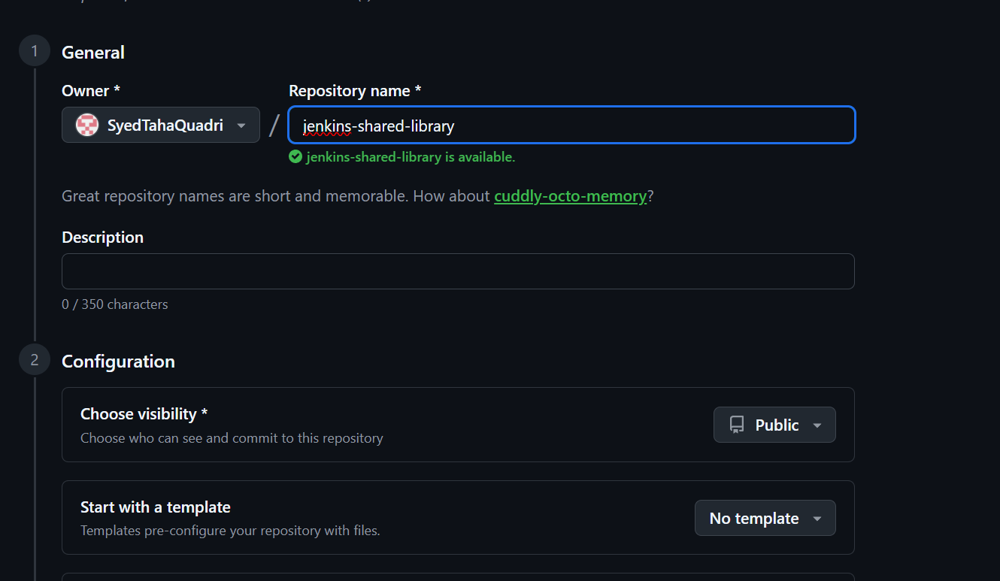 1
General
Owner *
Repository name *
SyedTahaQuadri
/
jenkins-shared-library
jenkins-shared-library is available.
Great repository names are short and memorable. How about cuddly-octo-memory?
Description
0 / 350 characters
2
Configuration
Choose visibility *
Choose who can see and commit to this repository
Public
Start with a template
Templates pre-configure your repository with files.
No template